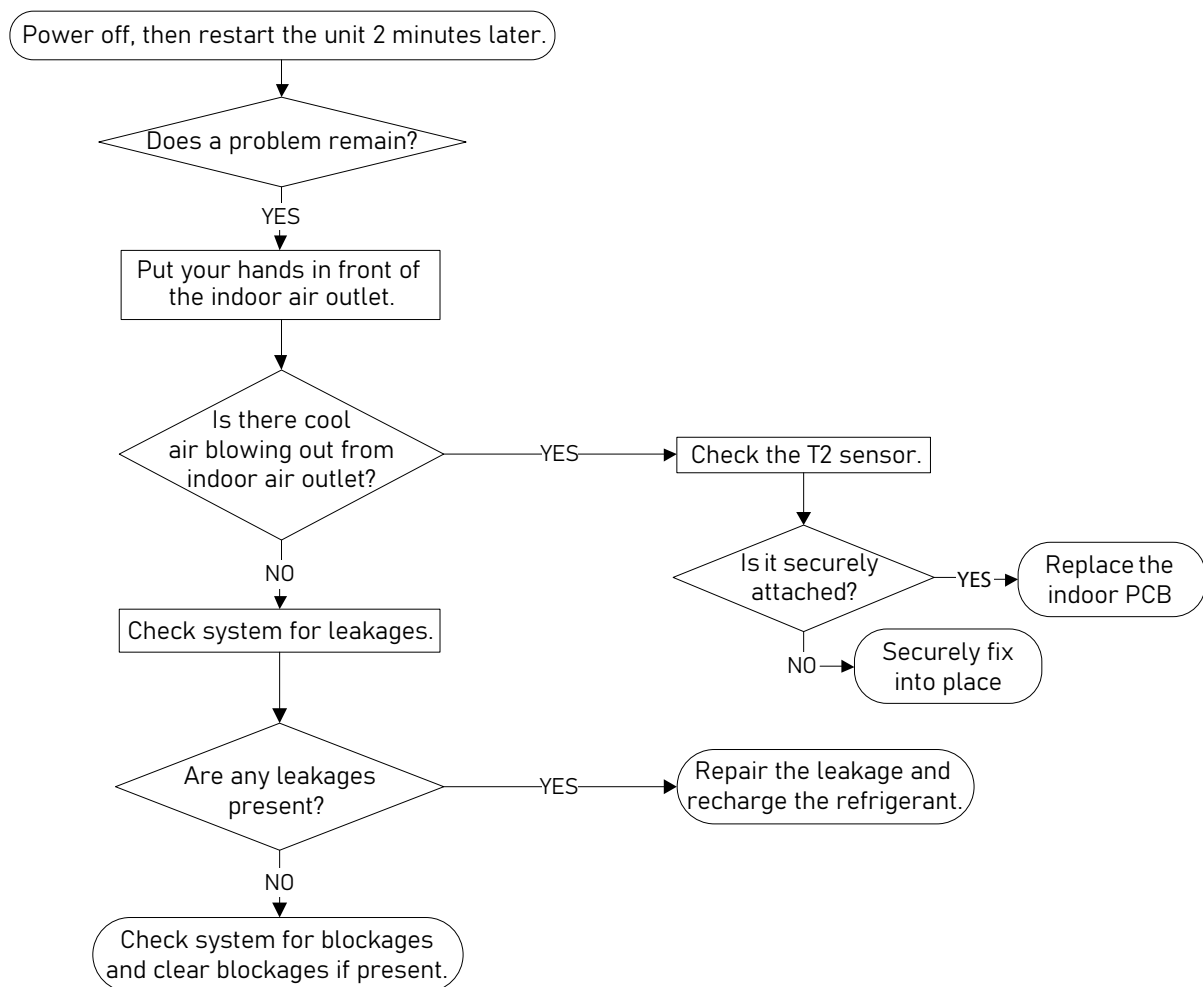 Power off, then restart the unit 2 minutes later.
Does a problem remain?
YES
Put your hands in front of
the indoor air outlet.
Is there cool
air blowing out from
indoor air outlet?
YES
Check the T2 sensor.
Is it securely
attached?
YES
Replace the
indoor PCB
NO
Securely fix
into place
NO
Check system for leakages.
Are any leakages
present?
YES
Repair the leakage and
recharge the refrigerant.
NO
Check system for blockages
and clear blockages if present.